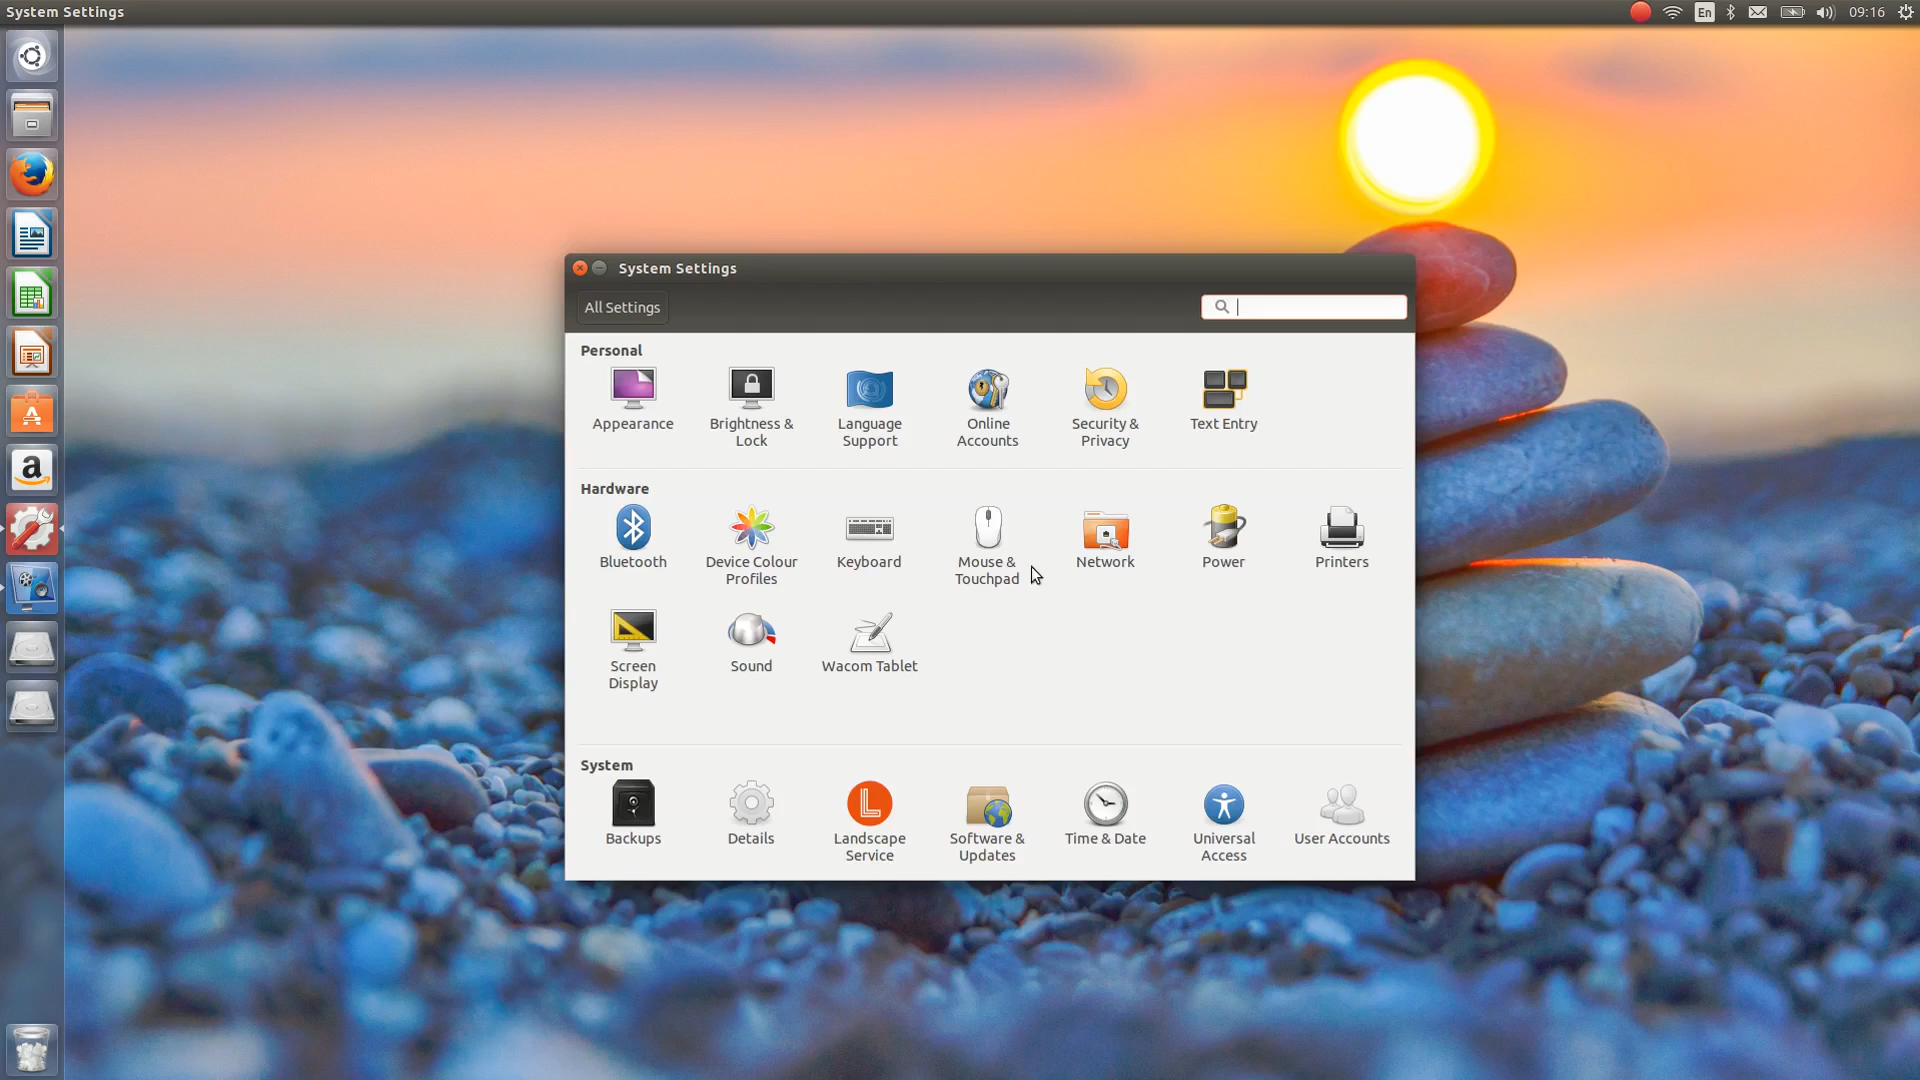 System Settings
En
09:16
System Settings
All Settings
Personal
Appearance
Brightness &
Lock
Language
Support
Online
Accounts
Security &
Privacy
Text Entry
Hardware
Bluetooth
Device Colour
Profiles
Keyboard
Mouse &
Touchpad
Network
Power
Printers
Screen
Display
Sound
Wacom Tablet
System
Backups
Details
Landscape
Service
Software &
Updates
Time & Date
Universal
Access
User Accounts